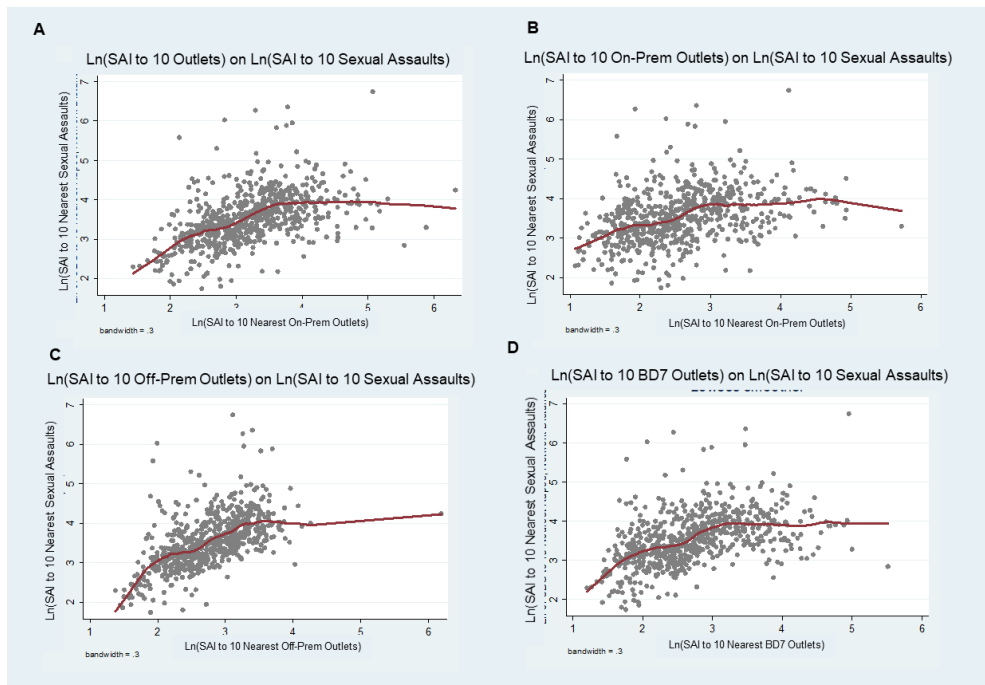 A
Ln(SAI to 10 Outlets) on Ln(SAI to 10 Sexual Assaults)
Ln(SAI to 10 Nearest Sexual Assaults)
7
6
5
4
3
2
1
2
3
4
5
6
Ln(SAI to 10 Nearest On-Prem Outlets)
bandwidth = .3
B
Ln(SAI to 10 On-Prem Outlets) on Ln(SAI to 10 Sexual Assaults)
Ln(SAI to 10 Nearest Sexual Assaults)
7
6
5
4
3
2
1
2
3
4
5
6
Ln(SAI to 10 Nearest On-Prem Outlets)
bandwidth = .3
C
Ln(SAI to 10 Off-Prem Outlets) on Ln(SAI to 10 Sexual Assaults)
Ln(SAI to 10 Nearest Sexual Assaults)
7
6
5
4
3
2
1
2
3
4
5
6
Ln(SAI to 10 Nearest Off-Prem Outlets)
bandwidth = .3
D
Ln(SAI to 10 BD7 Outlets) on Ln(SAI to 10 Sexual Assaults)
Ln(SAI to 10 Nearest Sexual Assaults)
7
6
5
4
3
2
1
2
3
4
5
6
Ln(SAI to 10 Nearest BD7 Outlets)
bandwidth = .3